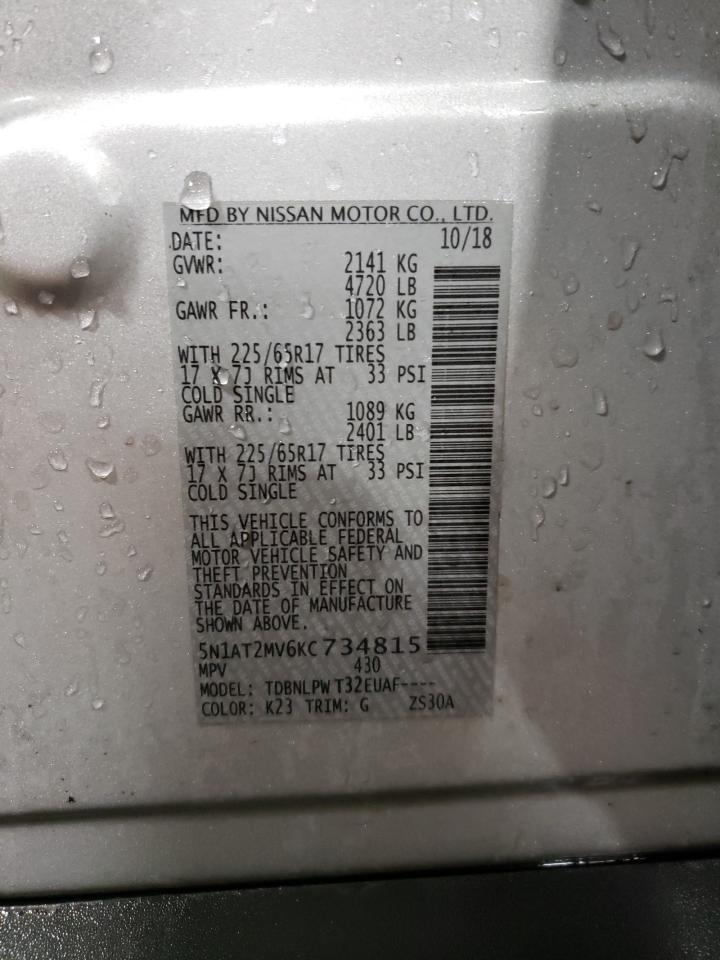 MFD BY NISSAN MOTOR CO., LTD.
DATE: 10/18
GVWR: 2141 KG
4720 LB
GAWR FR.: 1072 KG
2363 LB
WITH 225/65R17 TIRES
17 X 7J RIMS AT 33 PSI
COLD SINGLE
GAWR RR.: 1089 KG
2401 LB
WITH 225/65R17 TIRES
17 X 7J RIMS AT 33 PSI
COLD SINGLE
THIS VEHICLE CONFORMS TO
ALL APPLICABLE FEDERAL
MOTOR VEHICLE SAFETY AND
THEFT PREVENTION
STANDARDS IN EFFECT ON
THE DATE OF MANUFACTURE
SHOWN ABOVE.
5N1AT2MV6KC734815
MPV 430
MODEL: TDBNLPW T32EUAF----
COLOR: K23 TRIM: G ZS30A